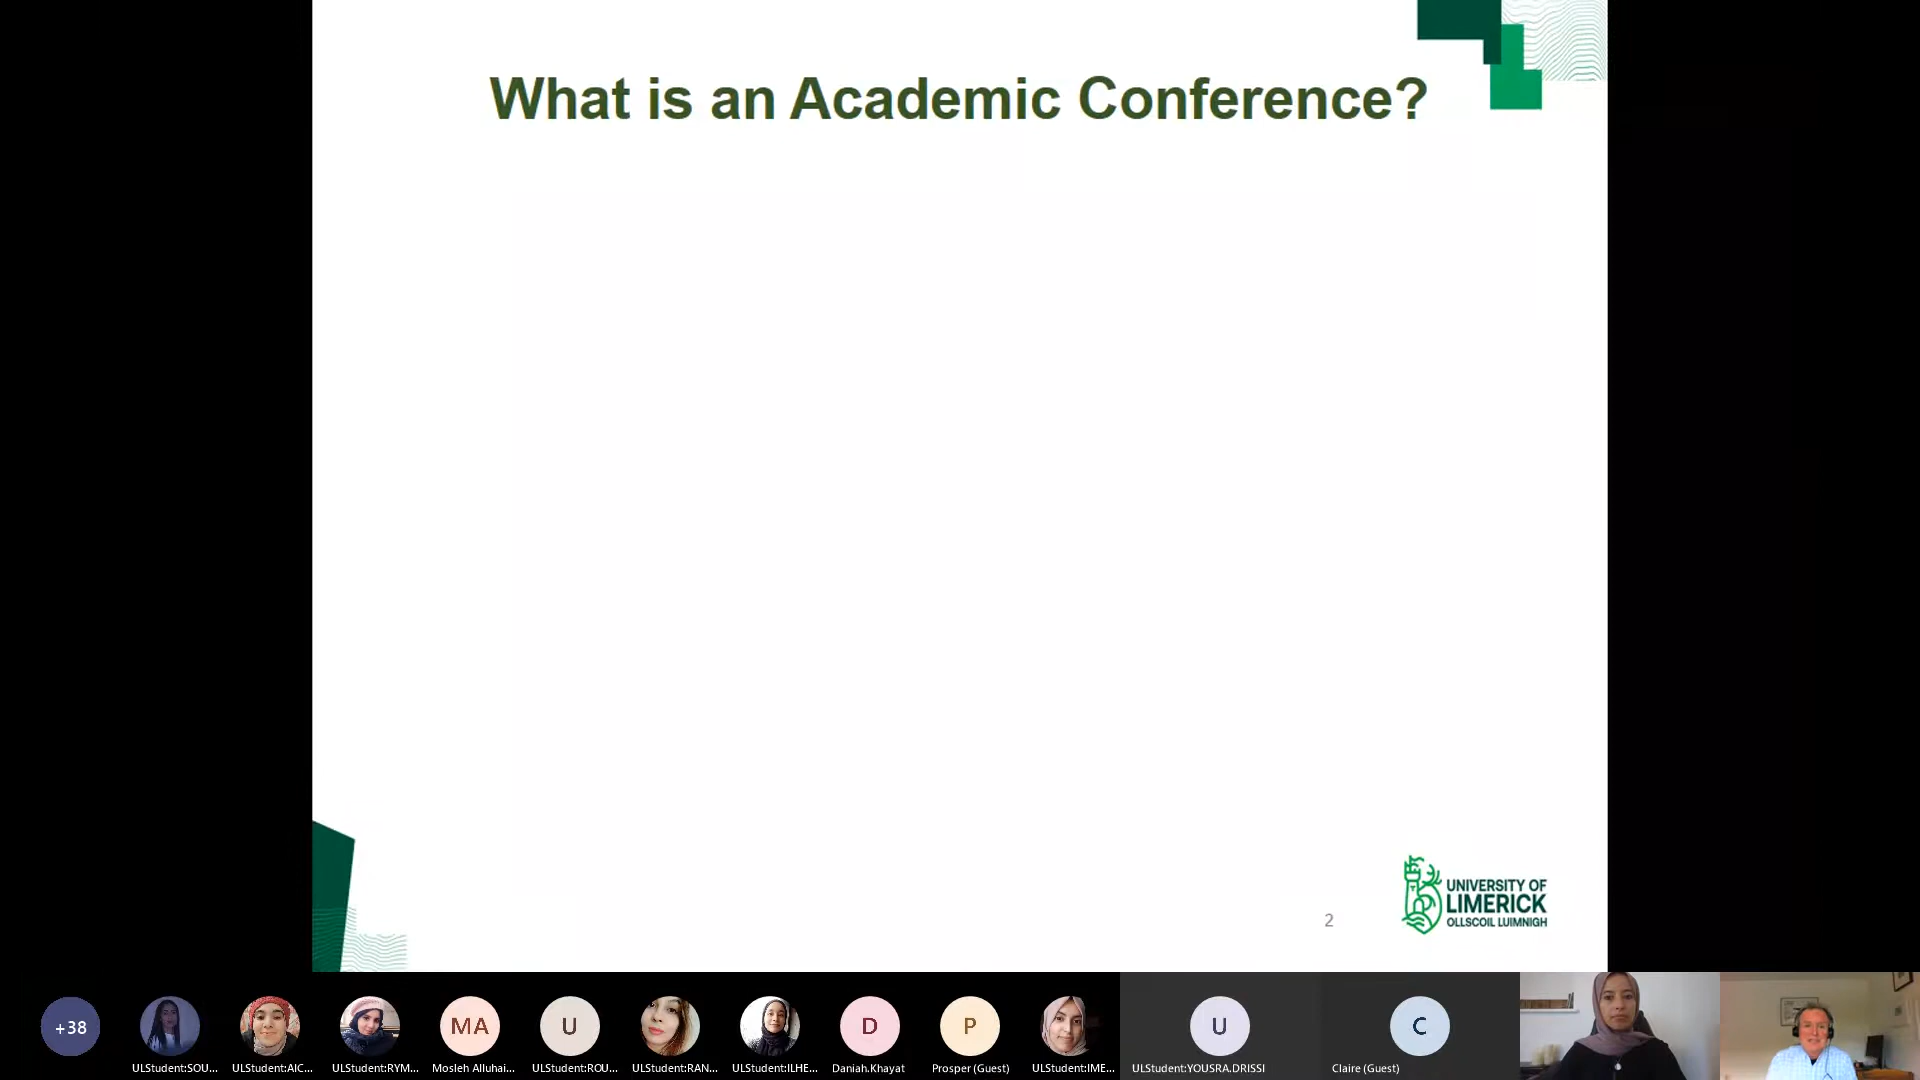 What is an Academic Conference?
UNIVERSITY OF
LIMERICK
OLLSCOIL LUIMNIGH
2
+38
MA
U
D
P
U
C
ULStudent:SOU...
ULStudent:AIC...
ULStudent:RYM...
Mosleh Alluhai...
ULStudent:ROU...
ULStudent:RAN...
ULStudent:ILHE...
Daniah.Khayat
Prosper (Guest)
ULStudent:IME...
ULStudent:YOUSRA.DRISSI
Claire (Guest)